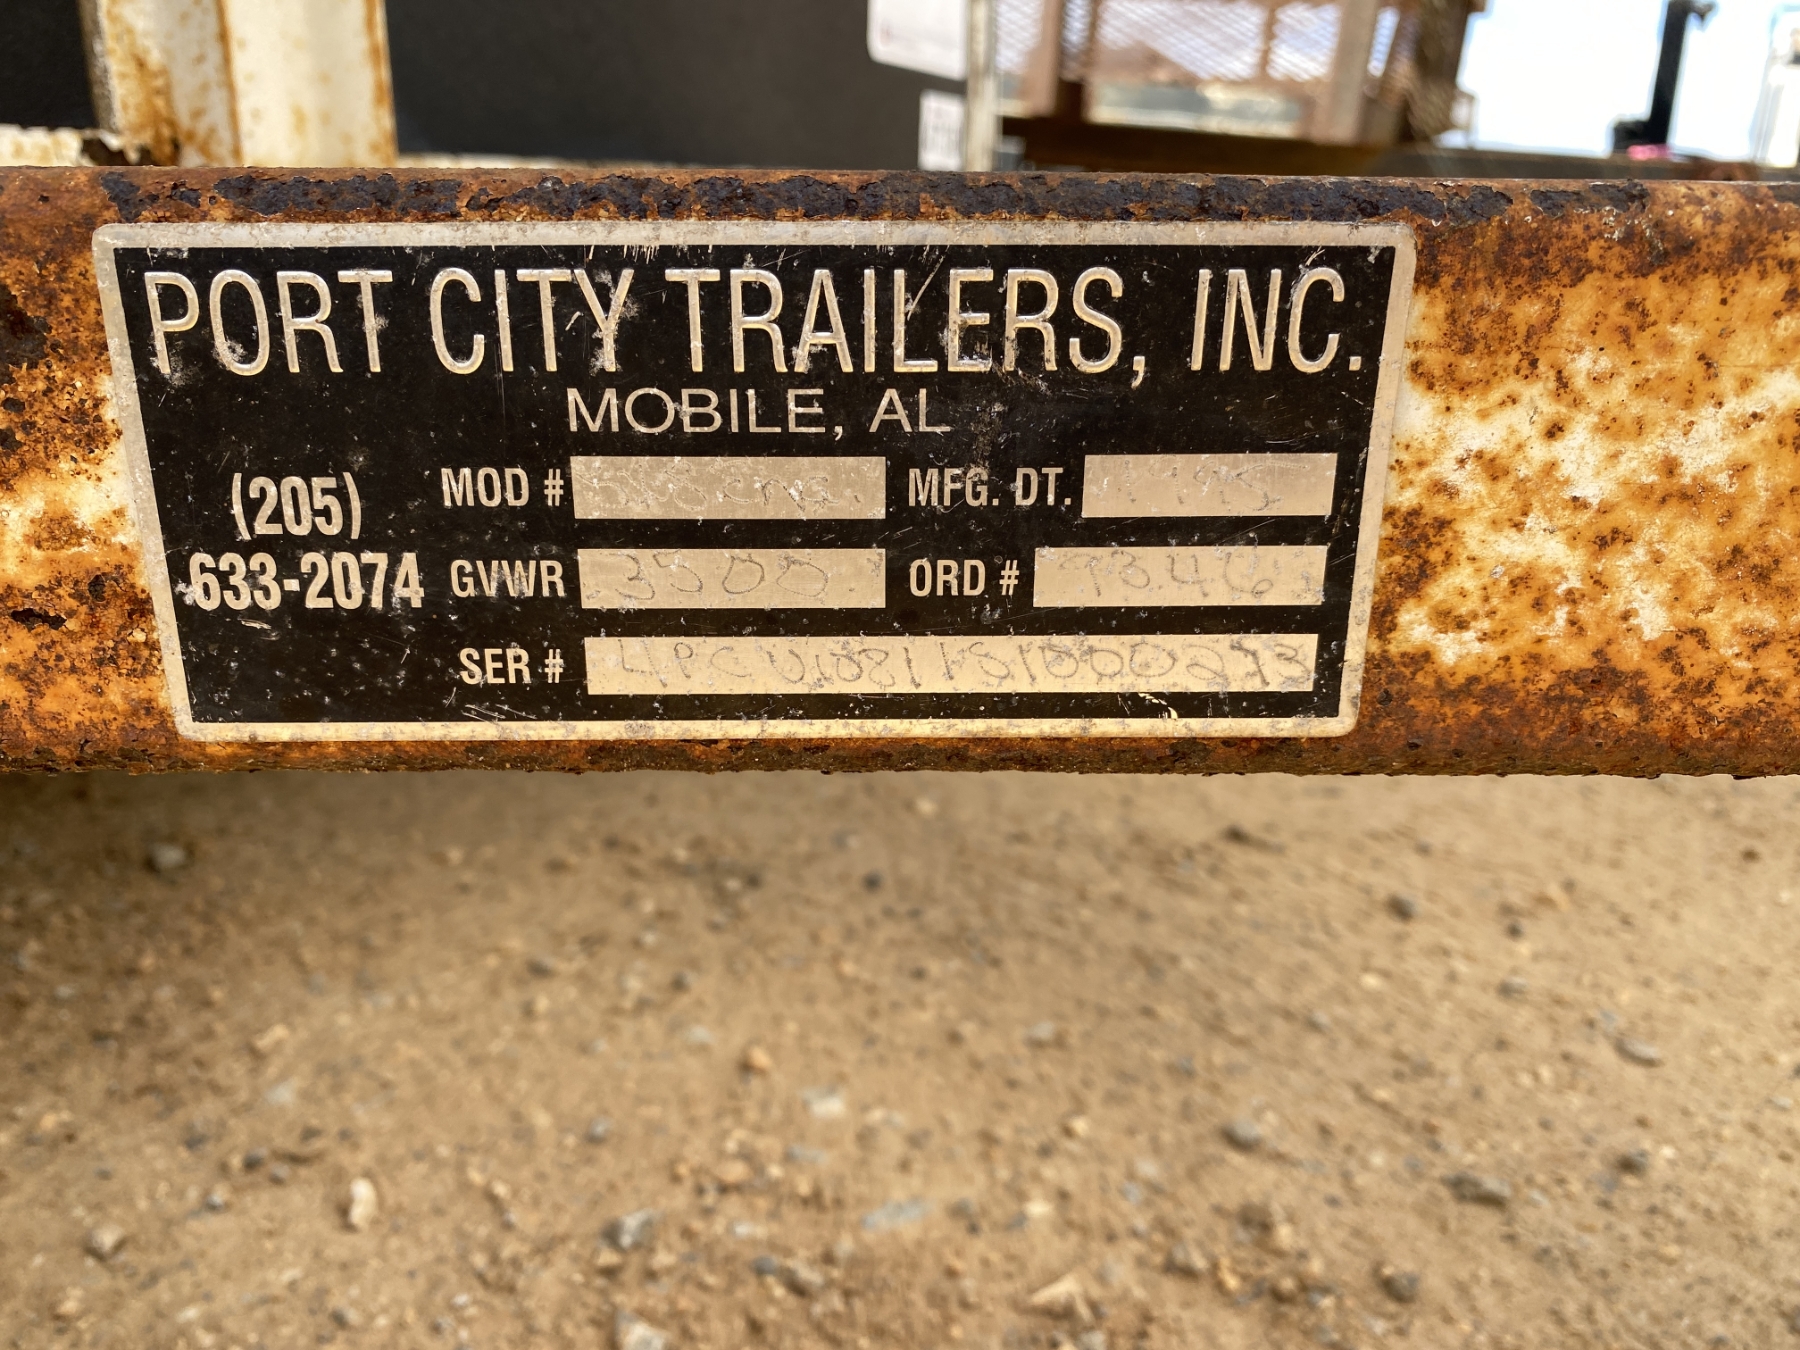 PORT CITY TRAILERS, INC.
MOBILE, AL
(205)
633-2074
MOD #
MFG. DT.
GVWR 3500
ORD #
SER #